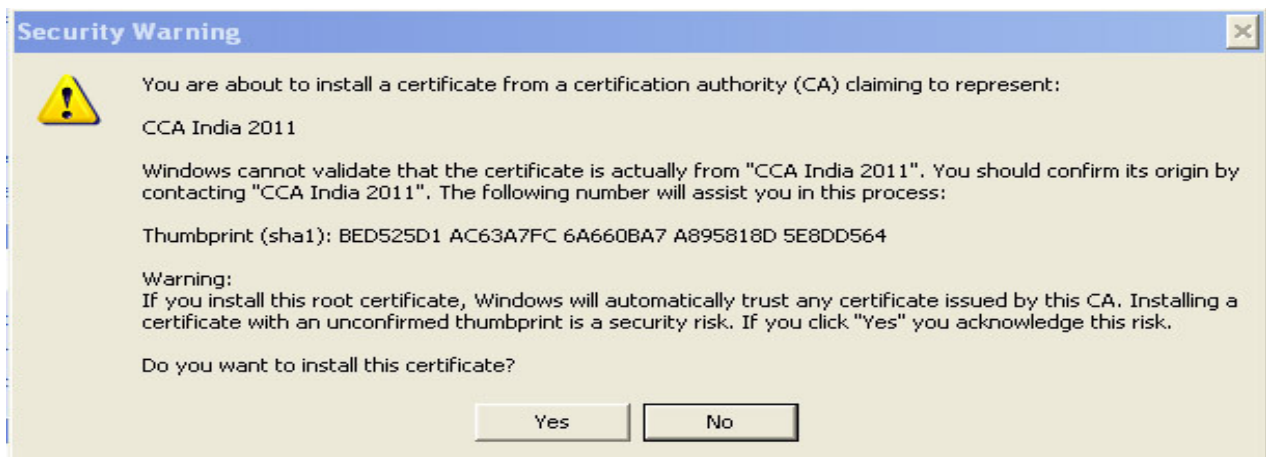 Security Warning
You are about to install a certificate from a certification authority (CA) claiming to represent:
CCA India 2011
Windows cannot validate that the certificate is actually from "CCA India 2011". You should confirm its origin by
contacting "CCA India 2011". The following number will assist you in this process:
Thumbprint (sha1): BED525D1 AC63A7FC 6A660BA7 A895818D 5E8DD564
Warning:
If you install this root certificate, Windows will automatically trust any certificate issued by this CA. Installing a
certificate with an unconfirmed thumbprint is a security risk. If you click "Yes" you acknowledge this risk.
Do you want to install this certificate?
Yes
No